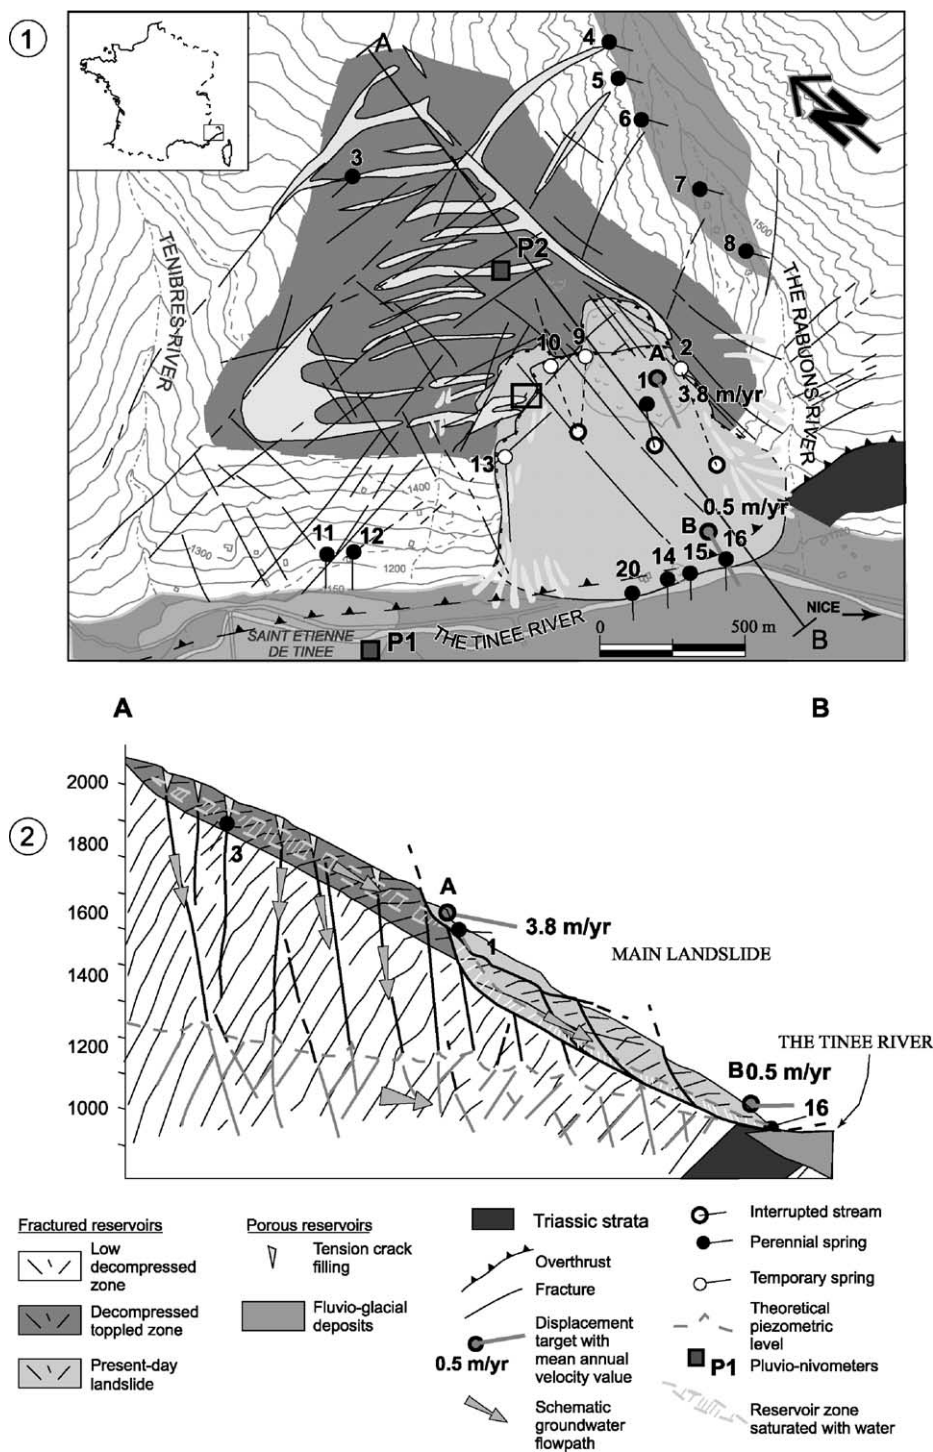 1
A
4
5
6
3
7
8
1500
P2
TENIBRES RIVER
THE RABUONS RIVER
10
9
2
A
1
3.8 m/yr
13
1400
0.5 m/yr
B
11
12
1300
1200
16
15
14
20
NICE
THE TINEE RIVER
SAINT ETIENNE
DE TINEE
P1
0
500 m
B
A
B
2
2000
1800
1600
1400
1200
1000
3
A
3.8 m/yr
1
MAIN LANDSLIDE
THE TINEE RIVER
B
0.5 m/yr
16
Fractured reservoirs
Low
decompressed
zone
Decompressed
toppled zone
Present-day
landslide
Porous reservoirs
Tension crack
filling
Fluvio-glacial
deposits
Triassic strata
Overthrust
Fracture
Displacement
target with
mean annual
velocity value
0.5 m/yr
Schematic
groundwater
flowpath
Interrupted stream
Perennial spring
Temporary spring
Theoretical
piezometric
level
P1
Pluvio-nivometers
Reservoir zone
saturated with water